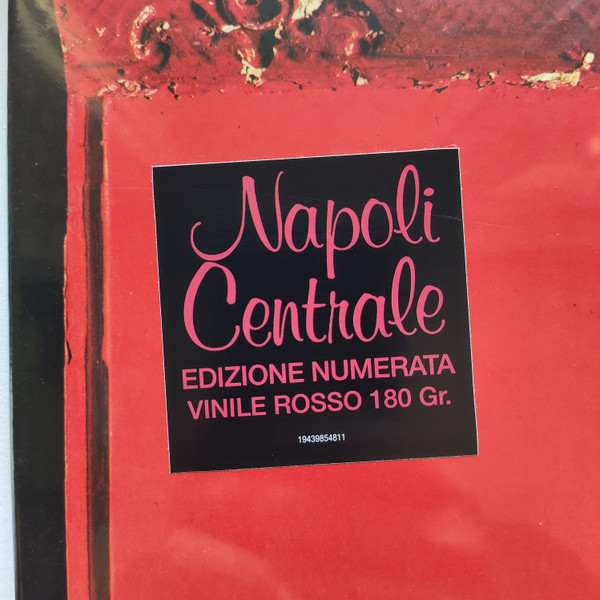 Napoli
Centrale
EDIZIONE NUMERATA
VINILE ROSSO 180 Gr.
19439854811